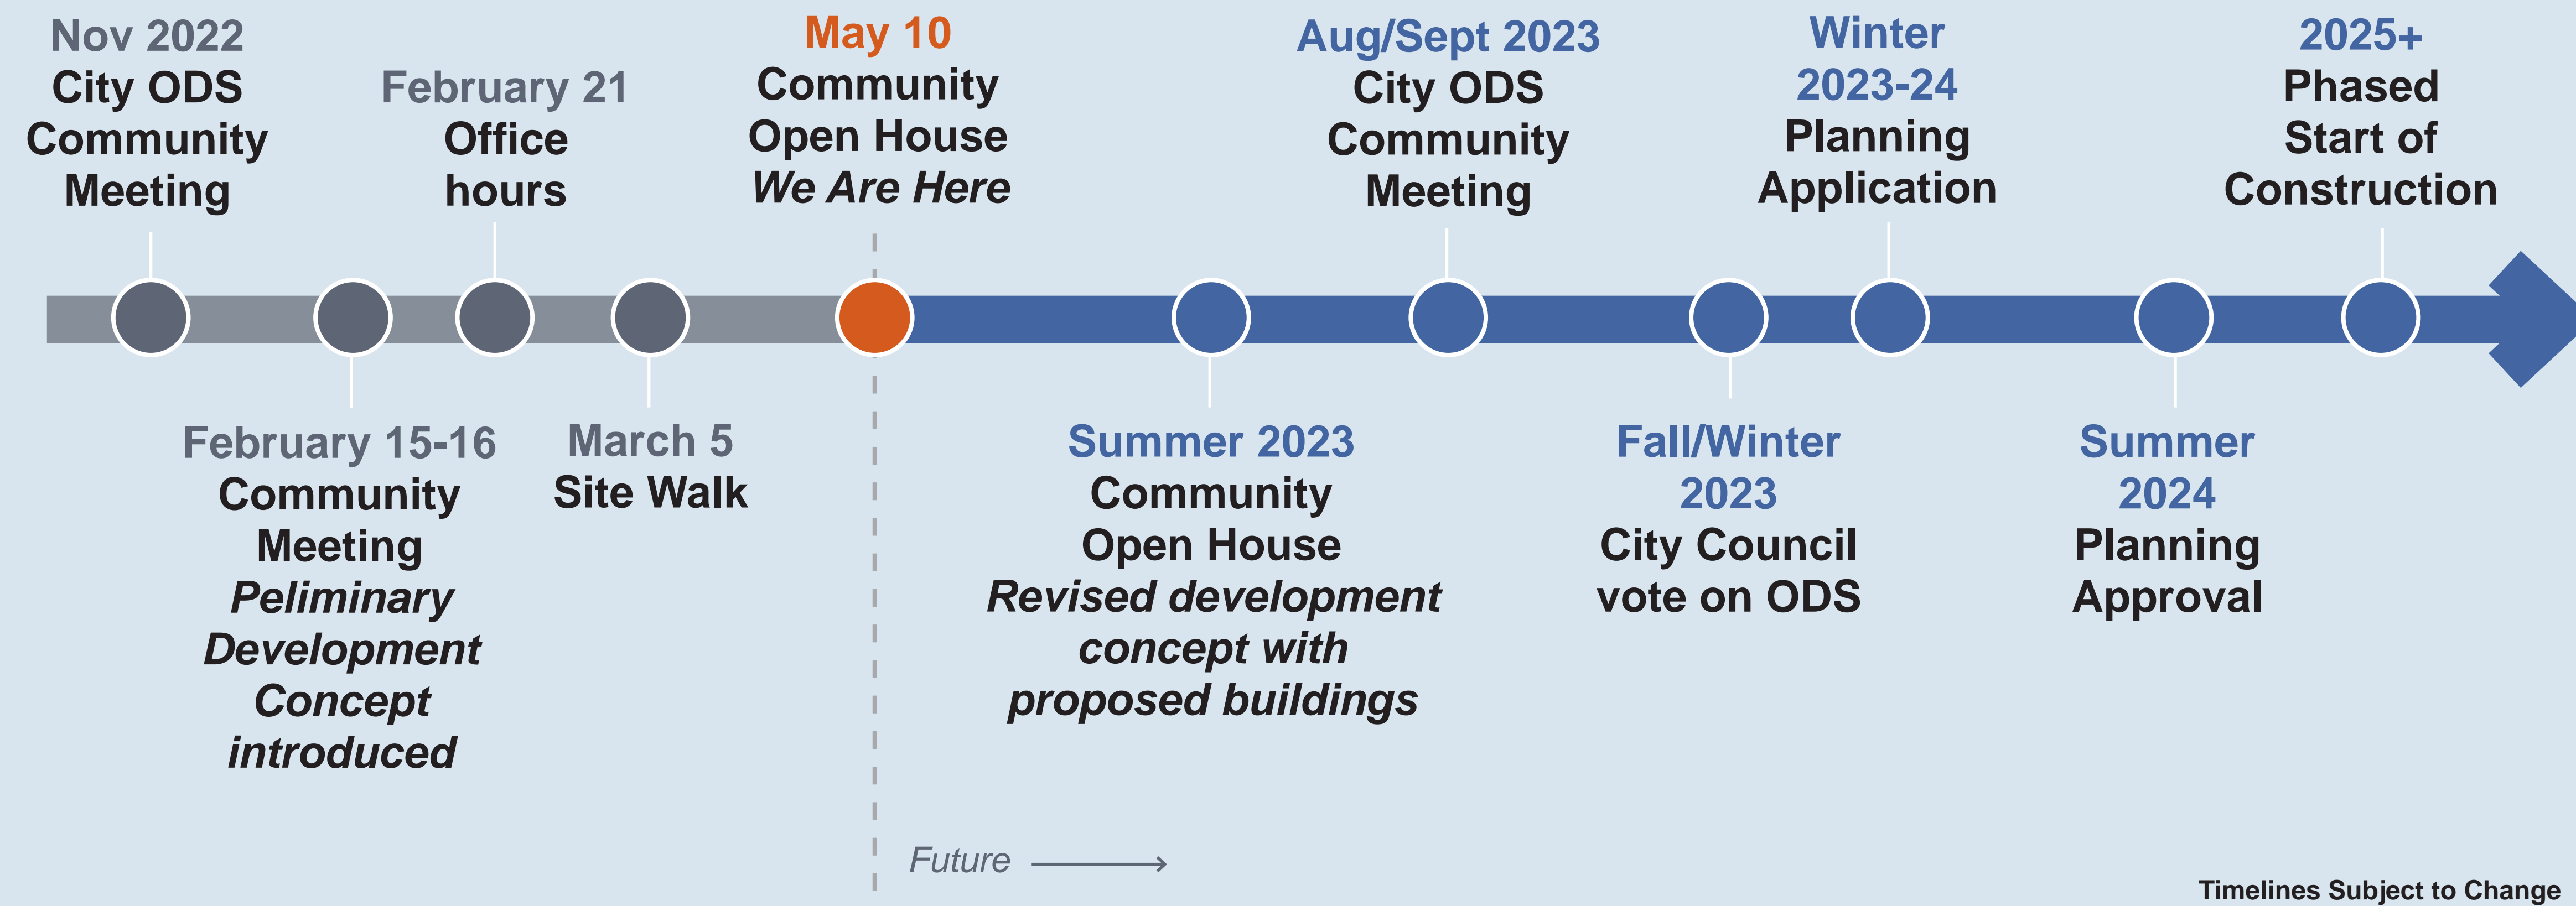 Nov 2022
City ODS
Community
Meeting
February 21
Office
hours
May 10
Community
Open House
We Are Here
Aug/Sept 2023
City ODS
Community
Meeting
Winter
2023-24
Planning
Application
2025+
Phased
Start of
Construction
February 15-16
Community
Meeting
Peliminary
Development
Concept
introduced
March 5
Site Walk
Summer 2023
Community
Open House
Revised development
concept with
proposed buildings
Fall/Winter
2023
City Council
vote on ODS
Summer
2024
Planning
Approval
Future
Timelines Subject to Change